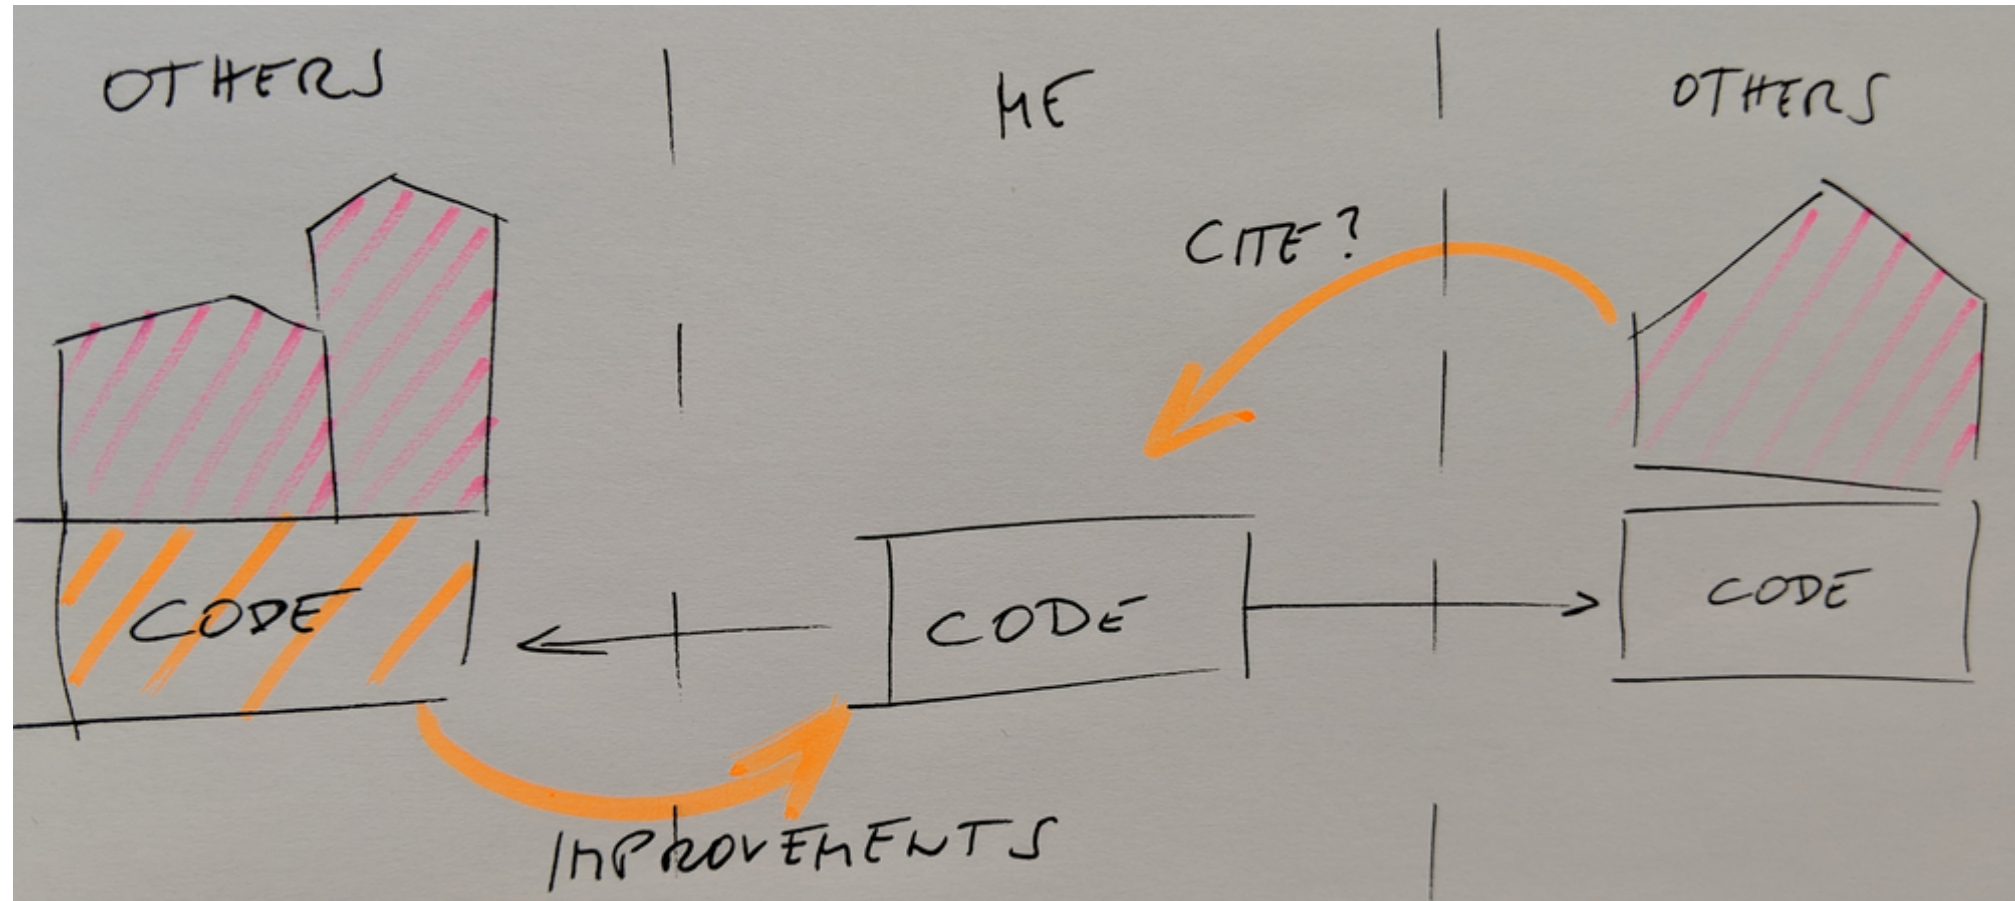 OTHERS
ME
OTHERS
CITE?
CODE
CODE
CODE
IMPROVEMENTS